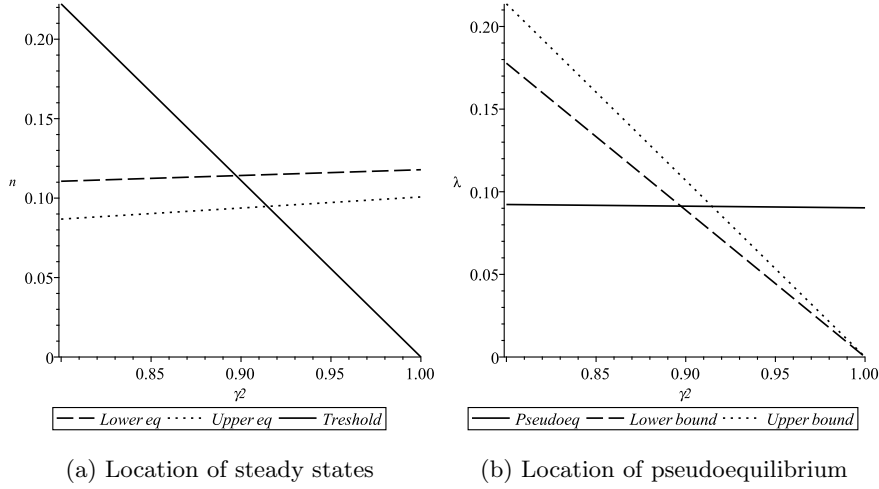 0.20
0.15
n
0.10
0.05
0
0.85 0.90 0.95 1.00
γ2
Lower eq Upper eq Treshold
(a) Location of steady states
0.20
0.15
λ
0.10
0.05
0
0.85 0.90 0.95 1.00
γ2
Pseudoeq Lower bound Upper bound
(b) Location of pseudoequilibrium